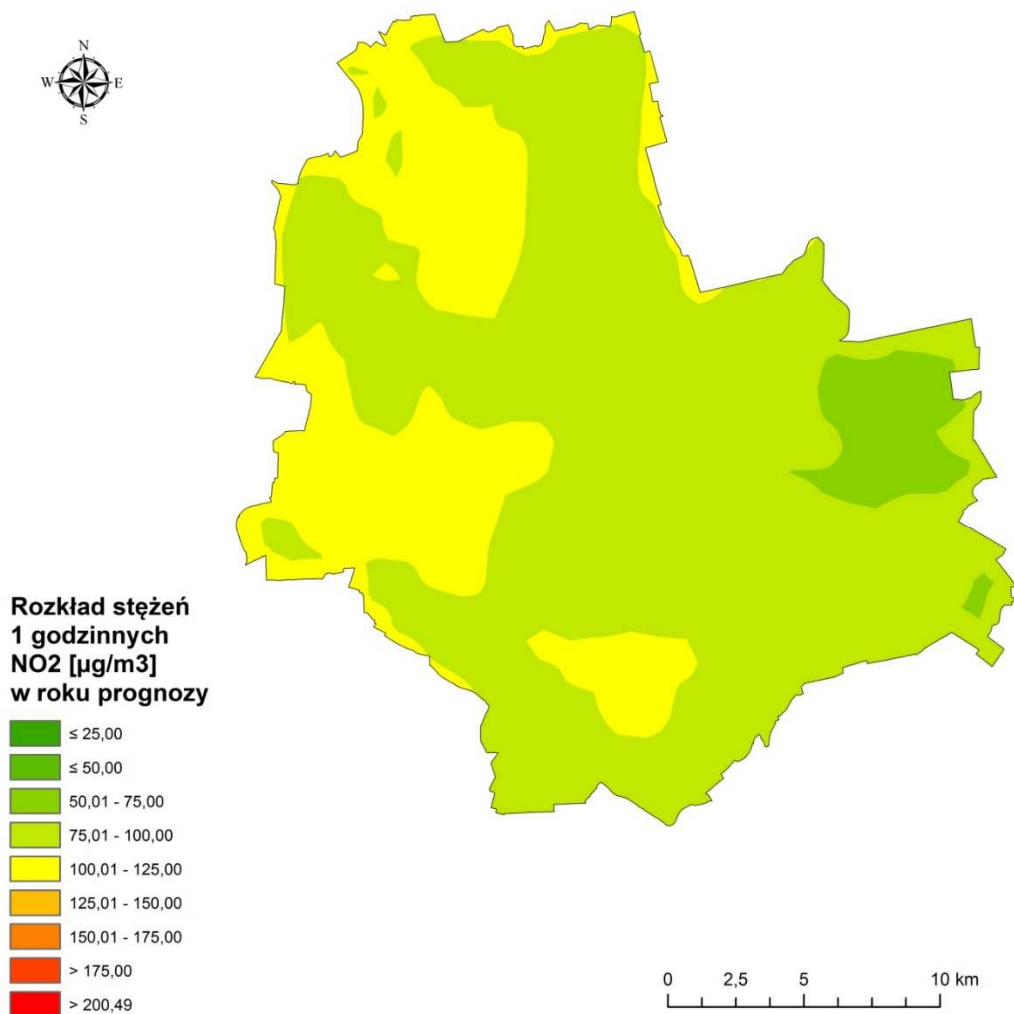 N
W E
S
Rozkład stężeń
1 godzinnych
NO2 [µg/m3]
w roku prognozy
≤ 25,00
≤ 50,00
50,01 - 75,00
75,01 - 100,00
100,01 - 125,00
125,01 - 150,00
150,01 - 175,00
> 175,00
> 200,49
0 2,5 5 10 km